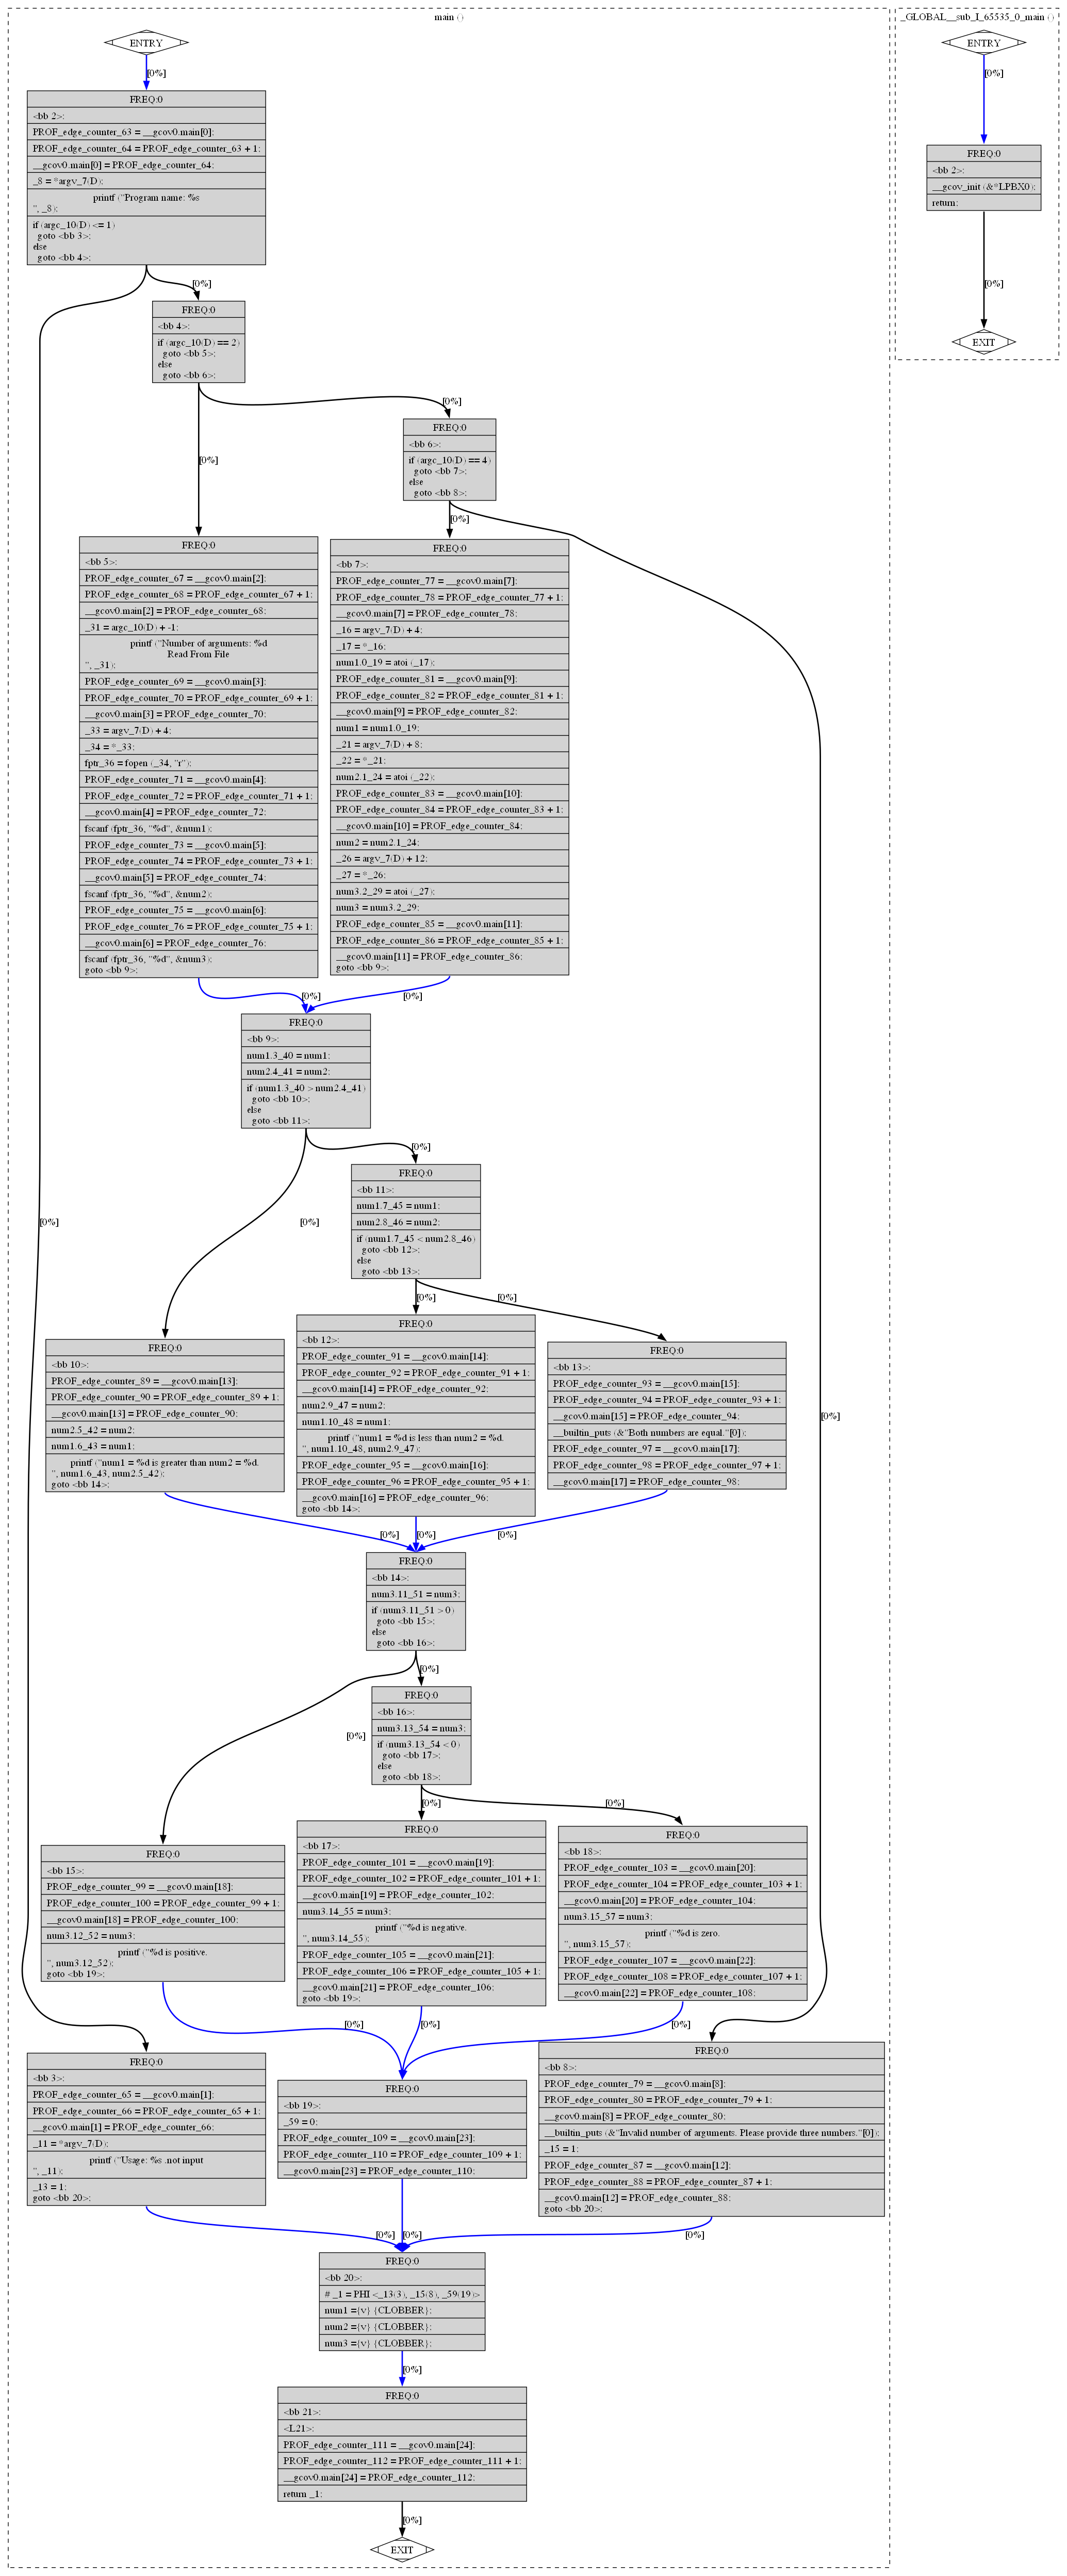 main ()
ENTRY
[0%]
FREQ:0
<bb 2>:
PROF_edge_counter_63 = __gcov0.main[0];
PROF_edge_counter_64 = PROF_edge_counter_63 + 1;
__gcov0.main[0] = PROF_edge_counter_64;
_8 = *argv_7(D);
printf ("Program name: %s
", _8);
if (argc_10(D) <= 1)
goto <bb 3>;
else
goto <bb 4>;
[0%]
FREQ:0
<bb 4>:
if (argc_10(D) == 2)
goto <bb 5>;
else
goto <bb 6>;
[0%]
[0%]
FREQ:0
<bb 6>:
if (argc_10(D) == 4)
goto <bb 7>;
else
goto <bb 8>;
[0%]
FREQ:0
<bb 5>:
PROF_edge_counter_67 = __gcov0.main[2];
PROF_edge_counter_68 = PROF_edge_counter_67 + 1;
__gcov0.main[2] = PROF_edge_counter_68;
_31 = argc_10(D) + -1;
printf ("Number of arguments: %d
Read From File
", _31);
PROF_edge_counter_69 = __gcov0.main[3];
PROF_edge_counter_70 = PROF_edge_counter_69 + 1;
__gcov0.main[3] = PROF_edge_counter_70;
_33 = argv_7(D) + 4;
_34 = *_33;
fptr_36 = fopen (_34, "r");
PROF_edge_counter_71 = __gcov0.main[4];
PROF_edge_counter_72 = PROF_edge_counter_71 + 1;
__gcov0.main[4] = PROF_edge_counter_72;
fscanf (fptr_36, "%d", &num1);
PROF_edge_counter_73 = __gcov0.main[5];
PROF_edge_counter_74 = PROF_edge_counter_73 + 1;
__gcov0.main[5] = PROF_edge_counter_74;
fscanf (fptr_36, "%d", &num2);
PROF_edge_counter_75 = __gcov0.main[6];
PROF_edge_counter_76 = PROF_edge_counter_75 + 1;
__gcov0.main[6] = PROF_edge_counter_76;
fscanf (fptr_36, "%d", &num3);
goto <bb 9>;
[0%]
FREQ:0
<bb 7>:
PROF_edge_counter_77 = __gcov0.main[7];
PROF_edge_counter_78 = PROF_edge_counter_77 + 1;
__gcov0.main[7] = PROF_edge_counter_78;
_16 = argv_7(D) + 4;
_17 = *_16;
num1.0_19 = atoi (_17);
PROF_edge_counter_81 = __gcov0.main[9];
PROF_edge_counter_82 = PROF_edge_counter_81 + 1;
__gcov0.main[9] = PROF_edge_counter_82;
num1 = num1.0_19;
_21 = argv_7(D) + 8;
_22 = *_21;
num2.1_24 = atoi (_22);
PROF_edge_counter_83 = __gcov0.main[10];
PROF_edge_counter_84 = PROF_edge_counter_83 + 1;
__gcov0.main[10] = PROF_edge_counter_84;
num2 = num2.1_24;
_26 = argv_7(D) + 12;
_27 = *_26;
num3.2_29 = atoi (_27);
num3 = num3.2_29;
PROF_edge_counter_85 = __gcov0.main[11];
PROF_edge_counter_86 = PROF_edge_counter_85 + 1;
__gcov0.main[11] = PROF_edge_counter_86;
goto <bb 9>;
[0%]
FREQ:0
<bb 9>:
num1.3_40 = num1;
num2.4_41 = num2;
if (num1.3_40 > num2.4_41)
goto <bb 10>;
else
goto <bb 11>;
[0%]
FREQ:0
<bb 11>:
num1.7_45 = num1;
num2.8_46 = num2;
if (num1.7_45 < num2.8_46)
goto <bb 12>;
else
goto <bb 13>;
[0%]
[0%]
[0%]
[0%]
FREQ:0
<bb 10>:
PROF_edge_counter_89 = __gcov0.main[13];
PROF_edge_counter_90 = PROF_edge_counter_89 + 1;
__gcov0.main[13] = PROF_edge_counter_90;
num2.5_42 = num2;
num1.6_43 = num1;
printf ("num1 = %d is greater than num2 = %d.
", num1.6_43, num2.5_42);
goto <bb 14>;
FREQ:0
<bb 12>:
PROF_edge_counter_91 = __gcov0.main[14];
PROF_edge_counter_92 = PROF_edge_counter_91 + 1;
__gcov0.main[14] = PROF_edge_counter_92;
num2.9_47 = num2;
num1.10_48 = num1;
printf ("num1 = %d is less than num2 = %d.
", num1.10_48, num2.9_47);
PROF_edge_counter_95 = __gcov0.main[16];
PROF_edge_counter_96 = PROF_edge_counter_95 + 1;
__gcov0.main[16] = PROF_edge_counter_96;
goto <bb 14>;
FREQ:0
<bb 13>:
PROF_edge_counter_93 = __gcov0.main[15];
PROF_edge_counter_94 = PROF_edge_counter_93 + 1;
__gcov0.main[15] = PROF_edge_counter_94;
__builtin_puts (&"Both numbers are equal."[0]);
PROF_edge_counter_97 = __gcov0.main[17];
PROF_edge_counter_98 = PROF_edge_counter_97 + 1;
__gcov0.main[17] = PROF_edge_counter_98;
[0%]
[0%]
[0%]
[0%]
FREQ:0
<bb 14>:
num3.11_51 = num3;
if (num3.11_51 > 0)
goto <bb 15>;
else
goto <bb 16>;
[0%]
[0%]
FREQ:0
<bb 16>:
num3.13_54 = num3;
if (num3.13_54 < 0)
goto <bb 17>;
else
goto <bb 18>;
[0%]
[0%]
FREQ:0
<bb 15>:
PROF_edge_counter_99 = __gcov0.main[18];
PROF_edge_counter_100 = PROF_edge_counter_99 + 1;
__gcov0.main[18] = PROF_edge_counter_100;
num3.12_52 = num3;
printf ("%d is positive.
", num3.12_52);
goto <bb 19>;
FREQ:0
<bb 17>:
PROF_edge_counter_101 = __gcov0.main[19];
PROF_edge_counter_102 = PROF_edge_counter_101 + 1;
__gcov0.main[19] = PROF_edge_counter_102;
num3.14_55 = num3;
printf ("%d is negative.
", num3.14_55);
PROF_edge_counter_105 = __gcov0.main[21];
PROF_edge_counter_106 = PROF_edge_counter_105 + 1;
__gcov0.main[21] = PROF_edge_counter_106;
goto <bb 19>;
FREQ:0
<bb 18>:
PROF_edge_counter_103 = __gcov0.main[20];
PROF_edge_counter_104 = PROF_edge_counter_103 + 1;
__gcov0.main[20] = PROF_edge_counter_104;
num3.15_57 = num3;
printf ("%d is zero.
", num3.15_57);
PROF_edge_counter_107 = __gcov0.main[22];
PROF_edge_counter_108 = PROF_edge_counter_107 + 1;
__gcov0.main[22] = PROF_edge_counter_108;
[0%]
[0%]
[0%]
FREQ:0
<bb 3>:
PROF_edge_counter_65 = __gcov0.main[1];
PROF_edge_counter_66 = PROF_edge_counter_65 + 1;
__gcov0.main[1] = PROF_edge_counter_66;
_11 = *argv_7(D);
printf ("Usage: %s .not input
", _11);
_13 = 1;
goto <bb 20>;
FREQ:0
<bb 19>:
_59 = 0;
PROF_edge_counter_109 = __gcov0.main[23];
PROF_edge_counter_110 = PROF_edge_counter_109 + 1;
__gcov0.main[23] = PROF_edge_counter_110;
FREQ:0
<bb 8>:
PROF_edge_counter_79 = __gcov0.main[8];
PROF_edge_counter_80 = PROF_edge_counter_79 + 1;
__gcov0.main[8] = PROF_edge_counter_80;
__builtin_puts (&"Invalid number of arguments. Please provide three numbers."[0]);
_15 = 1;
PROF_edge_counter_87 = __gcov0.main[12];
PROF_edge_counter_88 = PROF_edge_counter_87 + 1;
__gcov0.main[12] = PROF_edge_counter_88;
goto <bb 20>;
[0%]
[0%]
[0%]
FREQ:0
<bb 20>:
# _1 = PHI <_13(3), _15(8), _59(19)>
num1 ={v} {CLOBBER};
num2 ={v} {CLOBBER};
num3 ={v} {CLOBBER};
[0%]
FREQ:0
<bb 21>:
<L21>:
PROF_edge_counter_111 = __gcov0.main[24];
PROF_edge_counter_112 = PROF_edge_counter_111 + 1;
__gcov0.main[24] = PROF_edge_counter_112;
return _1;
[0%]
EXIT
_GLOBAL__sub_I_65535_0_main ()
ENTRY
[0%]
FREQ:0
<bb 2>:
__gcov_init (&*LPBX0);
return;
[0%]
EXIT